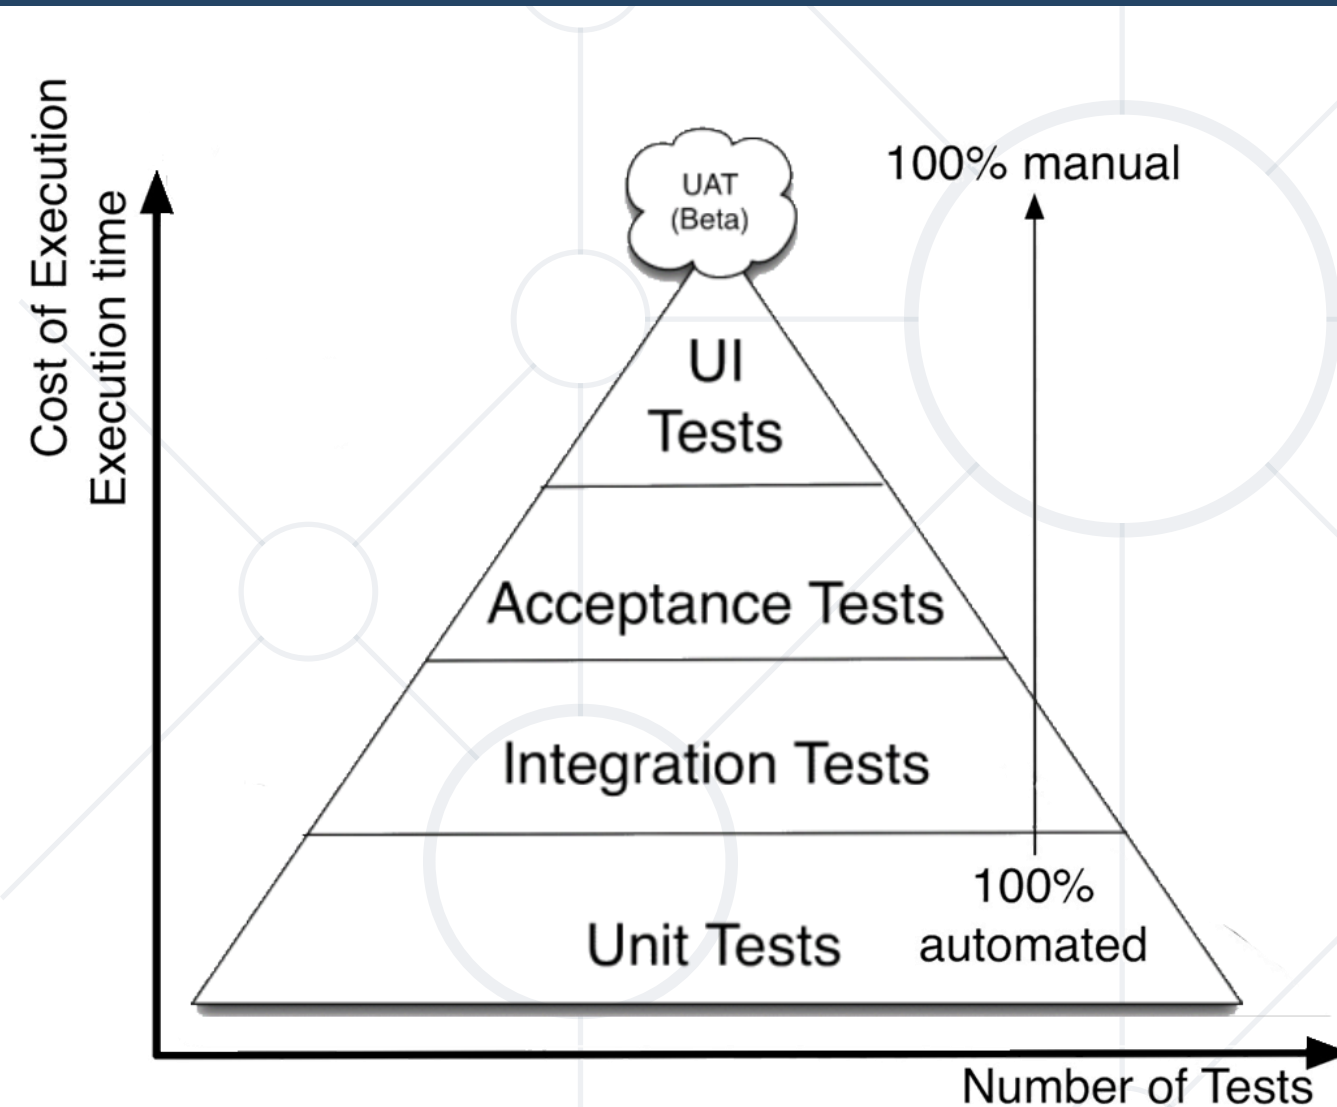 Cost of Execution
Execution time
UAT
(Beta)
100% manual
UI
Tests
Acceptance Tests
Integration Tests
Unit Tests
100%
automated
Number of Tests